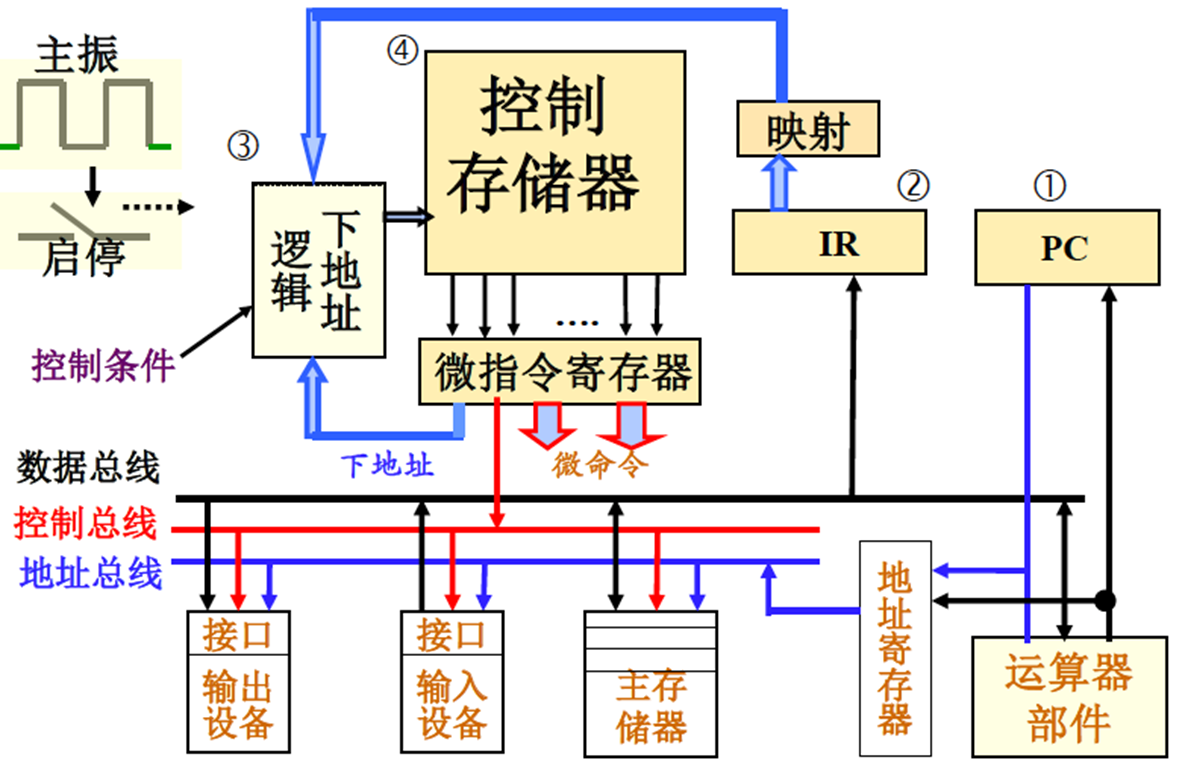 主振
启停
控制条件
③
下地址
逻辑
④
控制
存储器
....
微指令寄存器
下地址
微命令
映射
②
IR
①
PC
数据总线
控制总线
地址总线
接口
输出
设备
接口
输入
设备
主存
储器
地址寄存器
运算器
部件